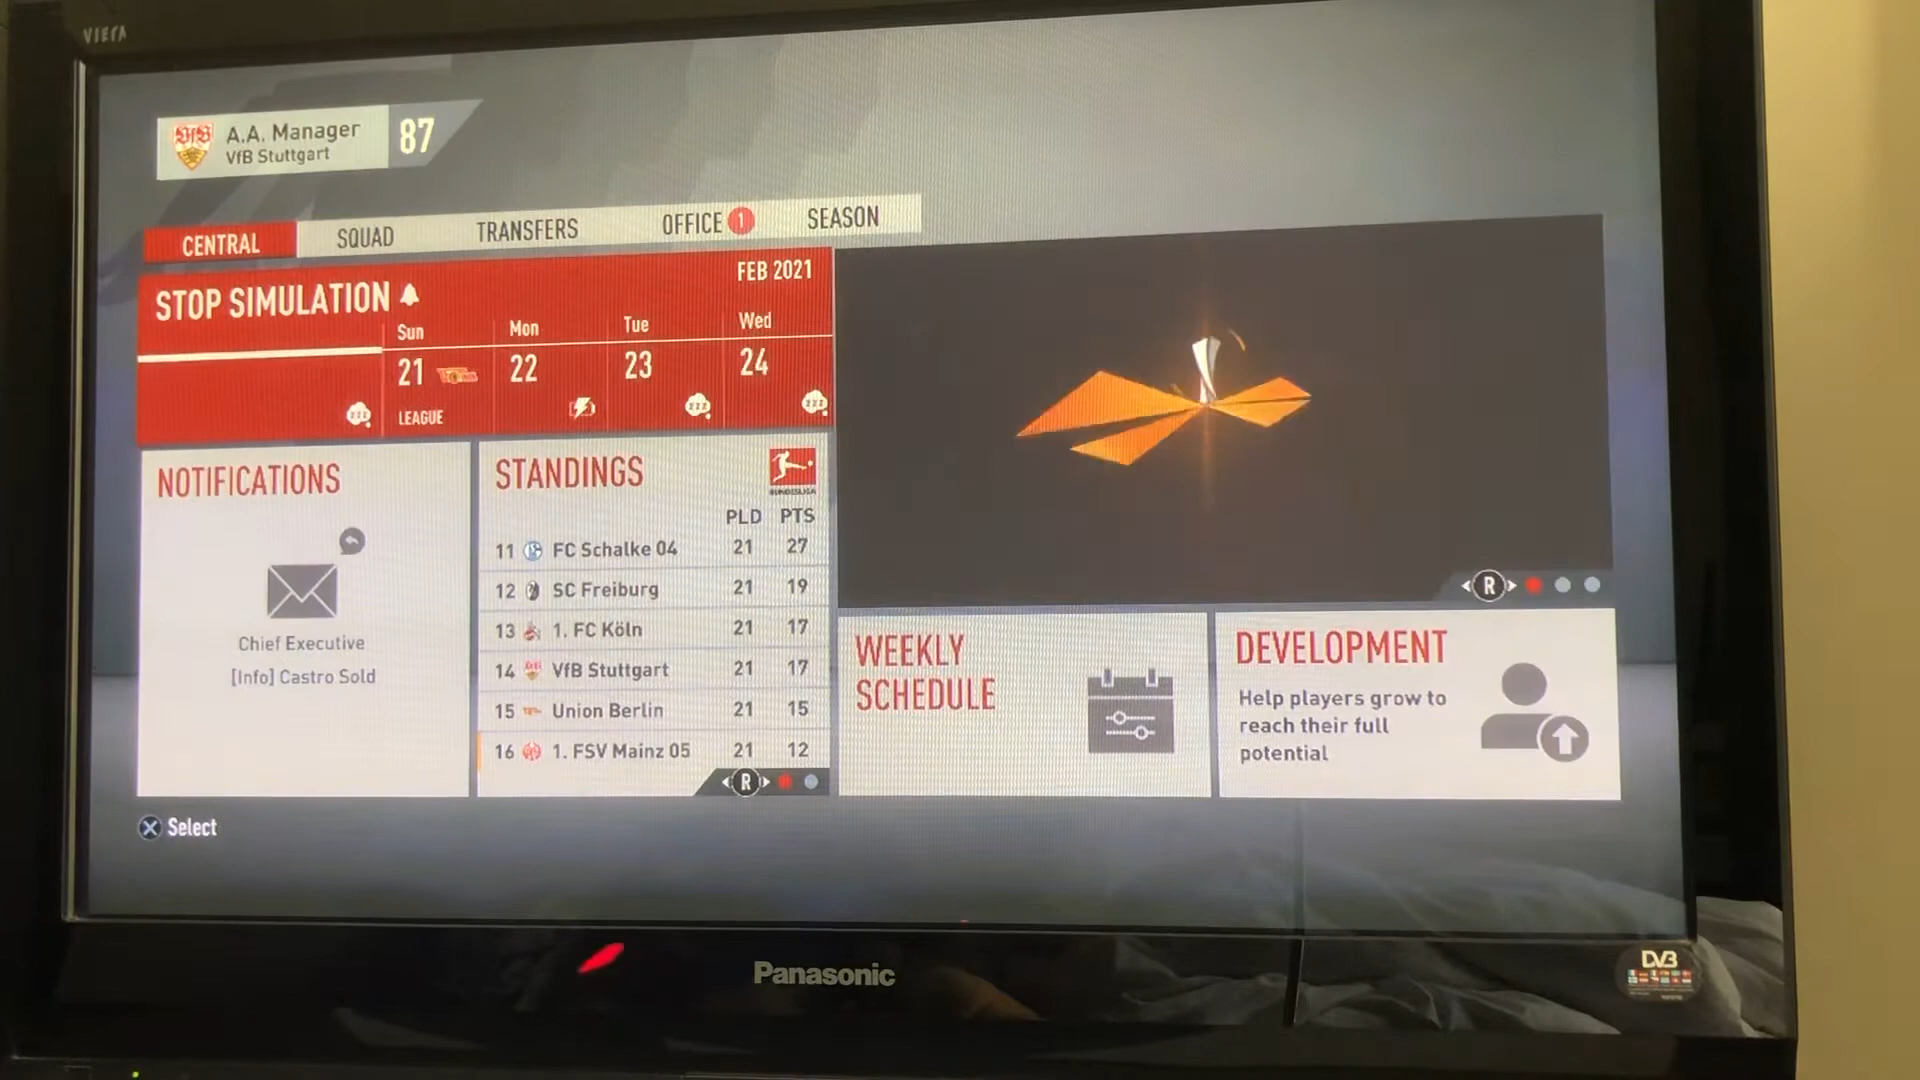 VIERA
A.A. Manager
VfB Stuttgart
87
CENTRAL
SQUAD
TRANSFERS
OFFICE
1
SEASON
STOP SIMULATION
FEB 2021
Sun
Mon
Tue
Wed
21
22
23
24
LEAGUE
zzz
zzz
zzz
NOTIFICATIONS
Chief Executive
[Info] Castro Sold
STANDINGS
BUNDESLIGA
PLD PTS
11 FC Schalke 04 21 27
12 SC Freiburg 21 19
13 1. FC Köln 21 17
14 VfB Stuttgart 21 17
15 Union Berlin 21 15
16 1. FSV Mainz 05 21 12
R
R
WEEKLY
SCHEDULE
DEVELOPMENT
Help players grow to
reach their full
potential
Select
Panasonic
DVB